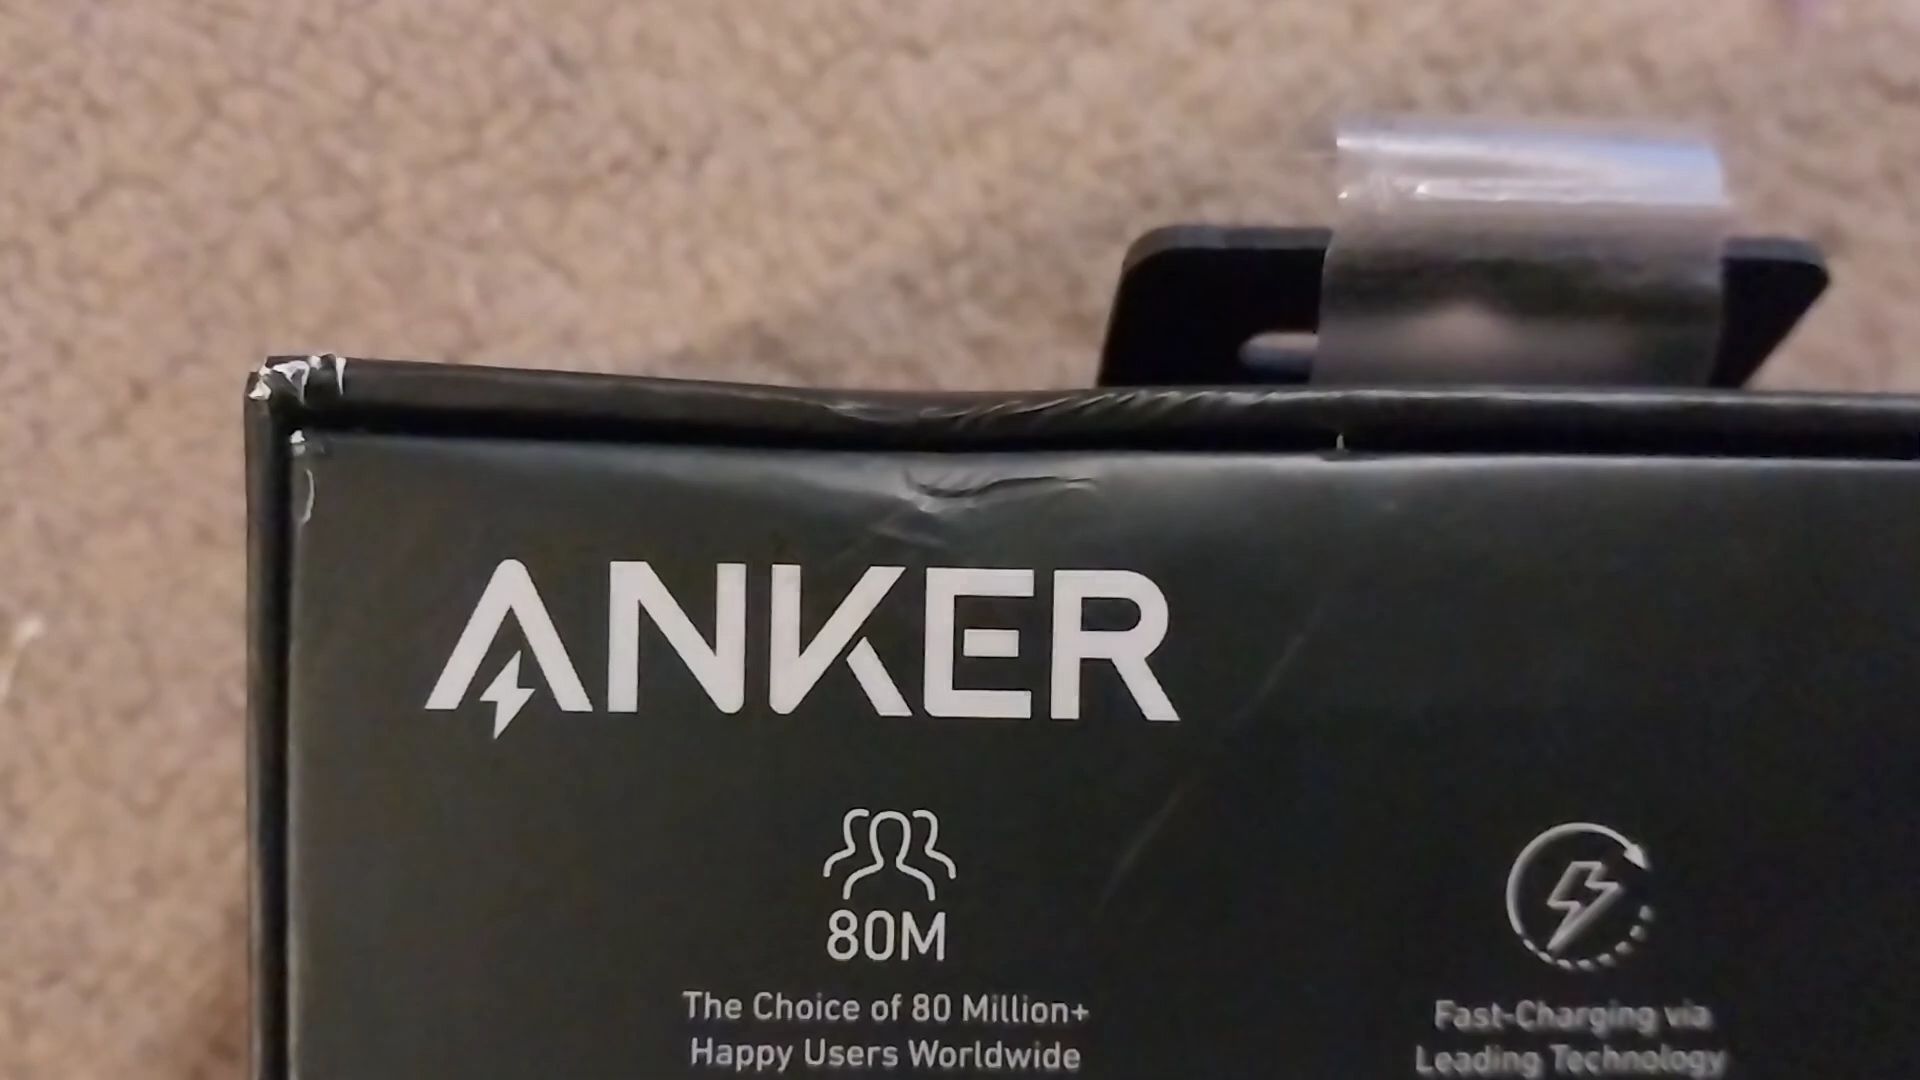 ANKER
80M
The Choice of 80 Million+
Happy Users Worldwide
Fast-Charging via
Leading Technology